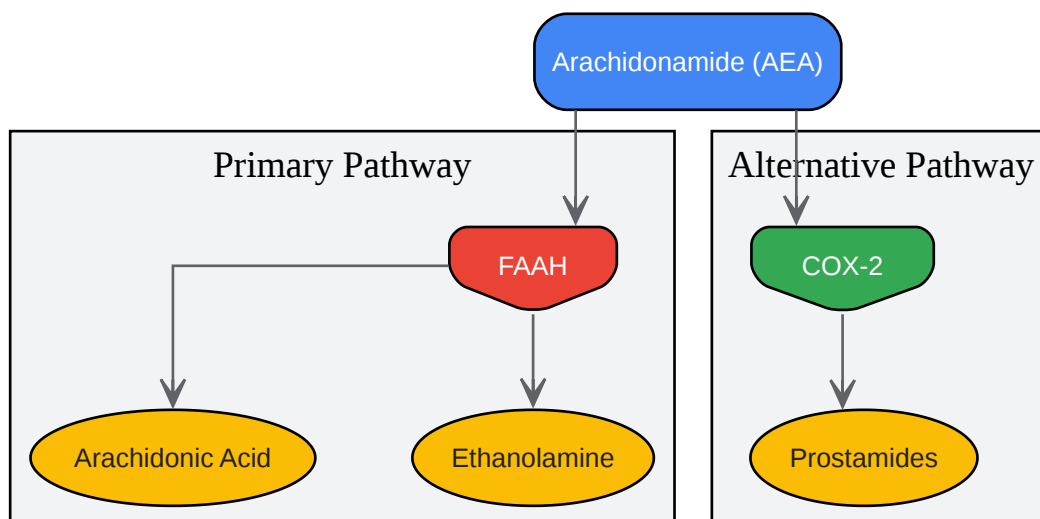 Arachidonamide (AEA)
Primary Pathway
Alternative Pathway
FAAH
COX-2
Arachidonic Acid
Ethanolamine
Prostamides